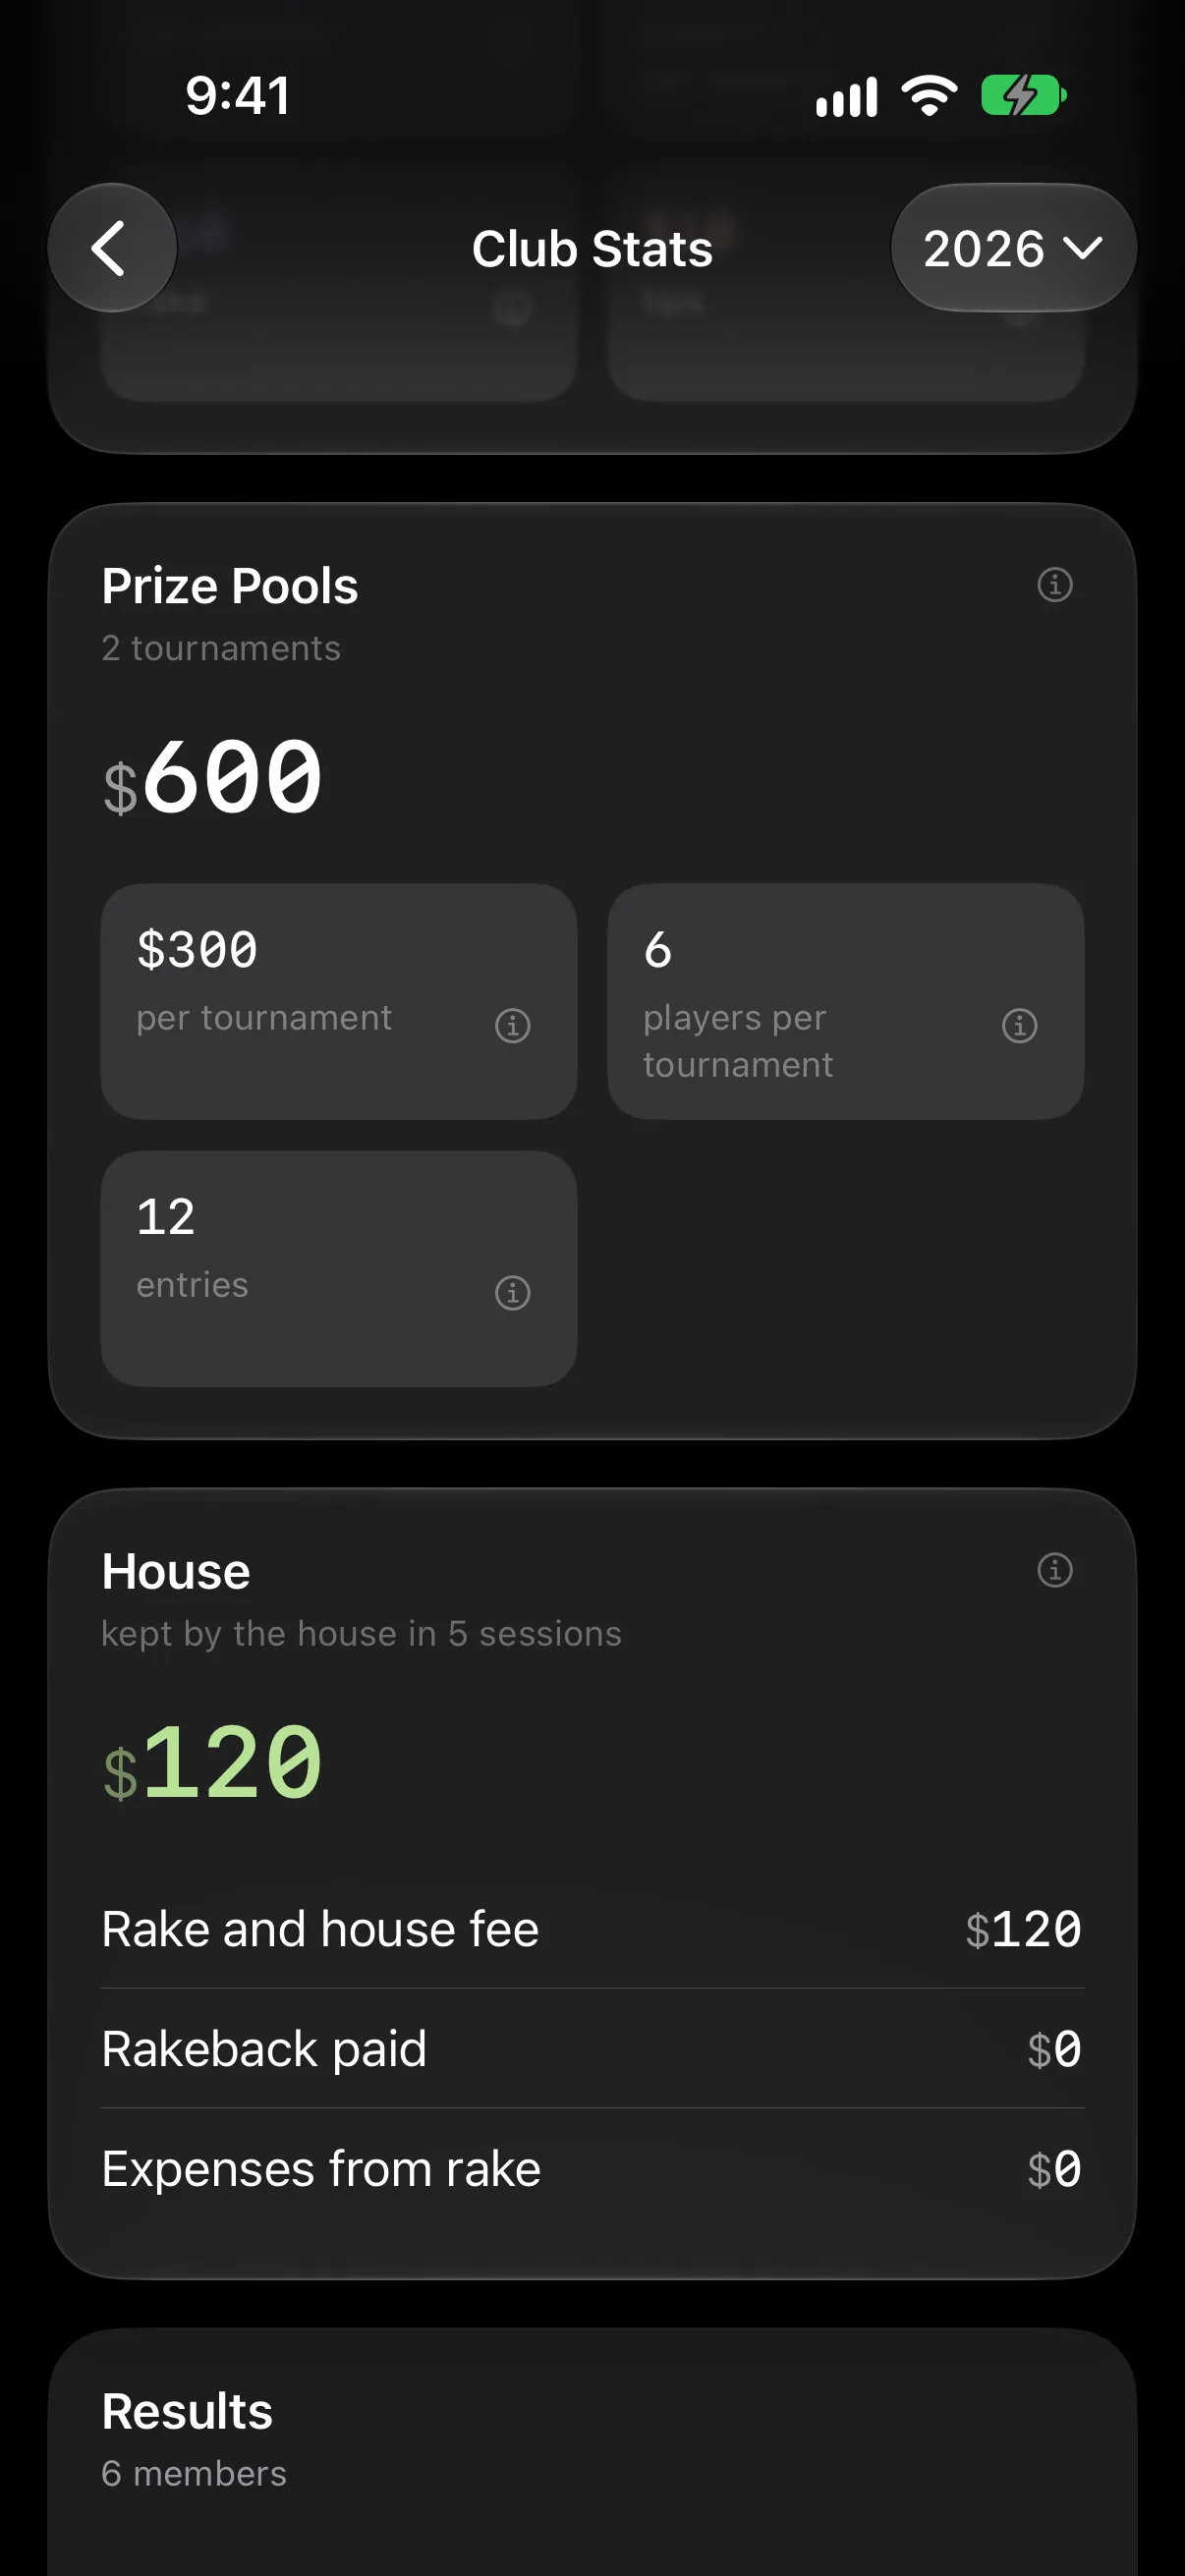 9:41
Club Stats
2026
tips
Prize Pools
2 tournaments
$600
$300
per tournament
6
players per
tournament
12
entries
House
kept by the house in 5 sessions
$120
Rake and house fee
$120
Rakeback paid
$0
Expenses from rake
$0
Results
6 members